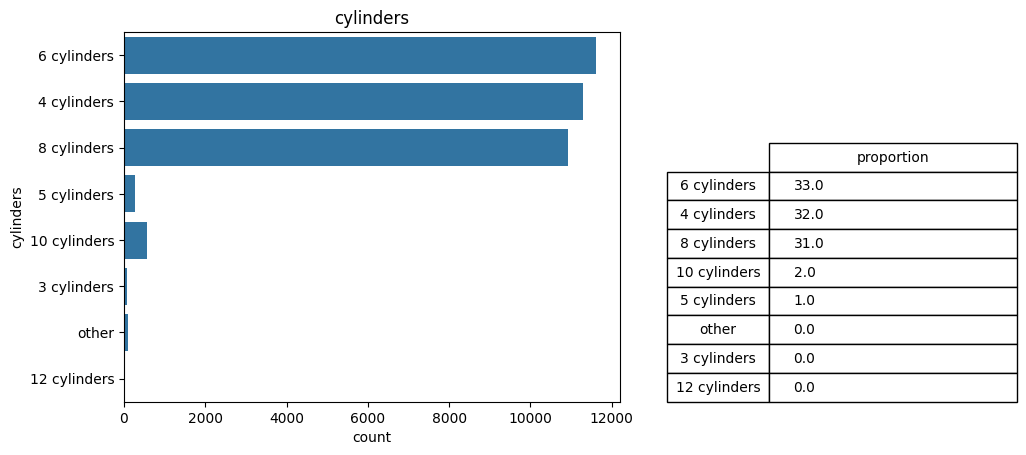 cylinders
cylinders
6 cylinders
4 cylinders
8 cylinders
5 cylinders
10 cylinders
3 cylinders
other
12 cylinders
0 2000 4000 6000 8000 10000 12000
count
proportion
6 cylinders 33.0
4 cylinders 32.0
8 cylinders 31.0
10 cylinders 2.0
5 cylinders 1.0
other 0.0
3 cylinders 0.0
12 cylinders 0.0